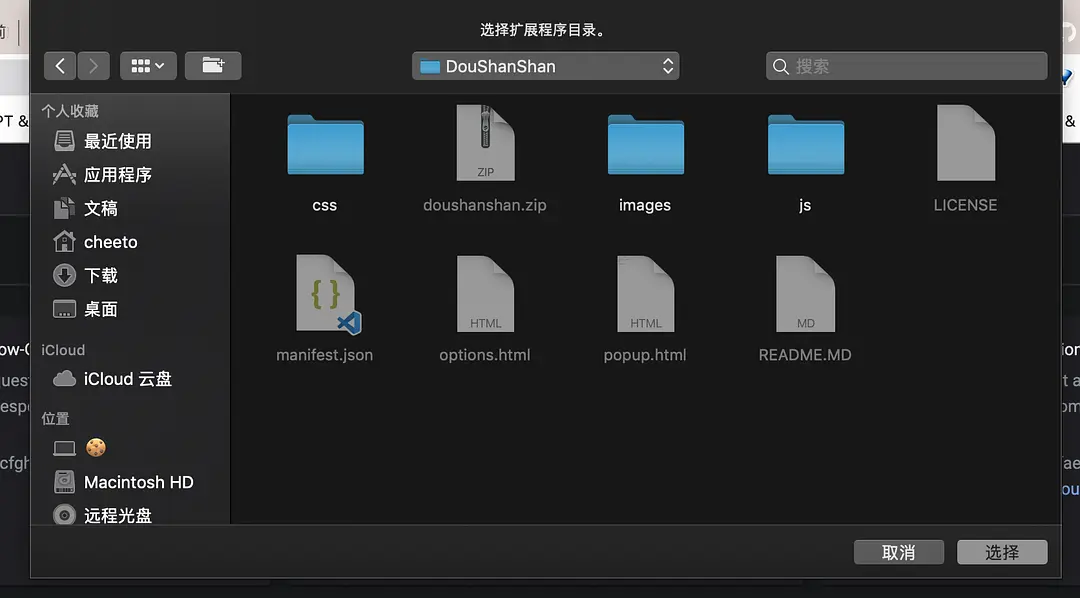 选择扩展程序目录。
DouShanShan
搜索
个人收藏
最近使用
应用程序
文稿
cheeto
下载
桌面
iCloud
iCloud 云盘
位置
Macintosh HD
远程光盘
css
ZIP
doushanshan.zip
images
js
LICENSE
{ }
manifest.json
HTML
options.html
HTML
popup.html
MD
README.MD
取消
选择